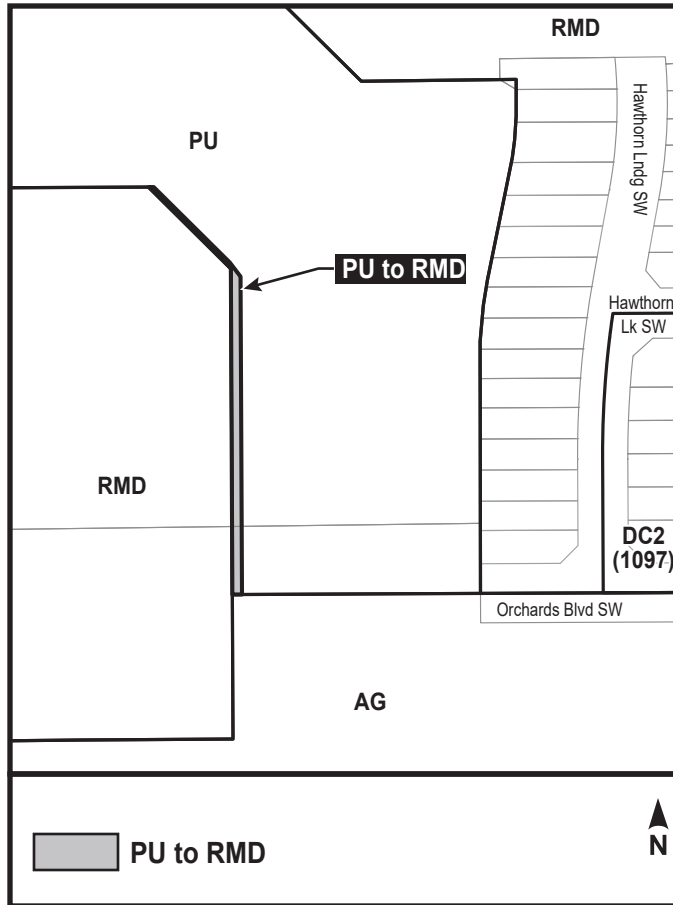 RMD
PU
Hawthorn Lndg SW
PU to RMD
Hawthorn
Lk SW
RMD
DC2
(1097)
Orchards Blvd SW
AG
PU to RMD
N